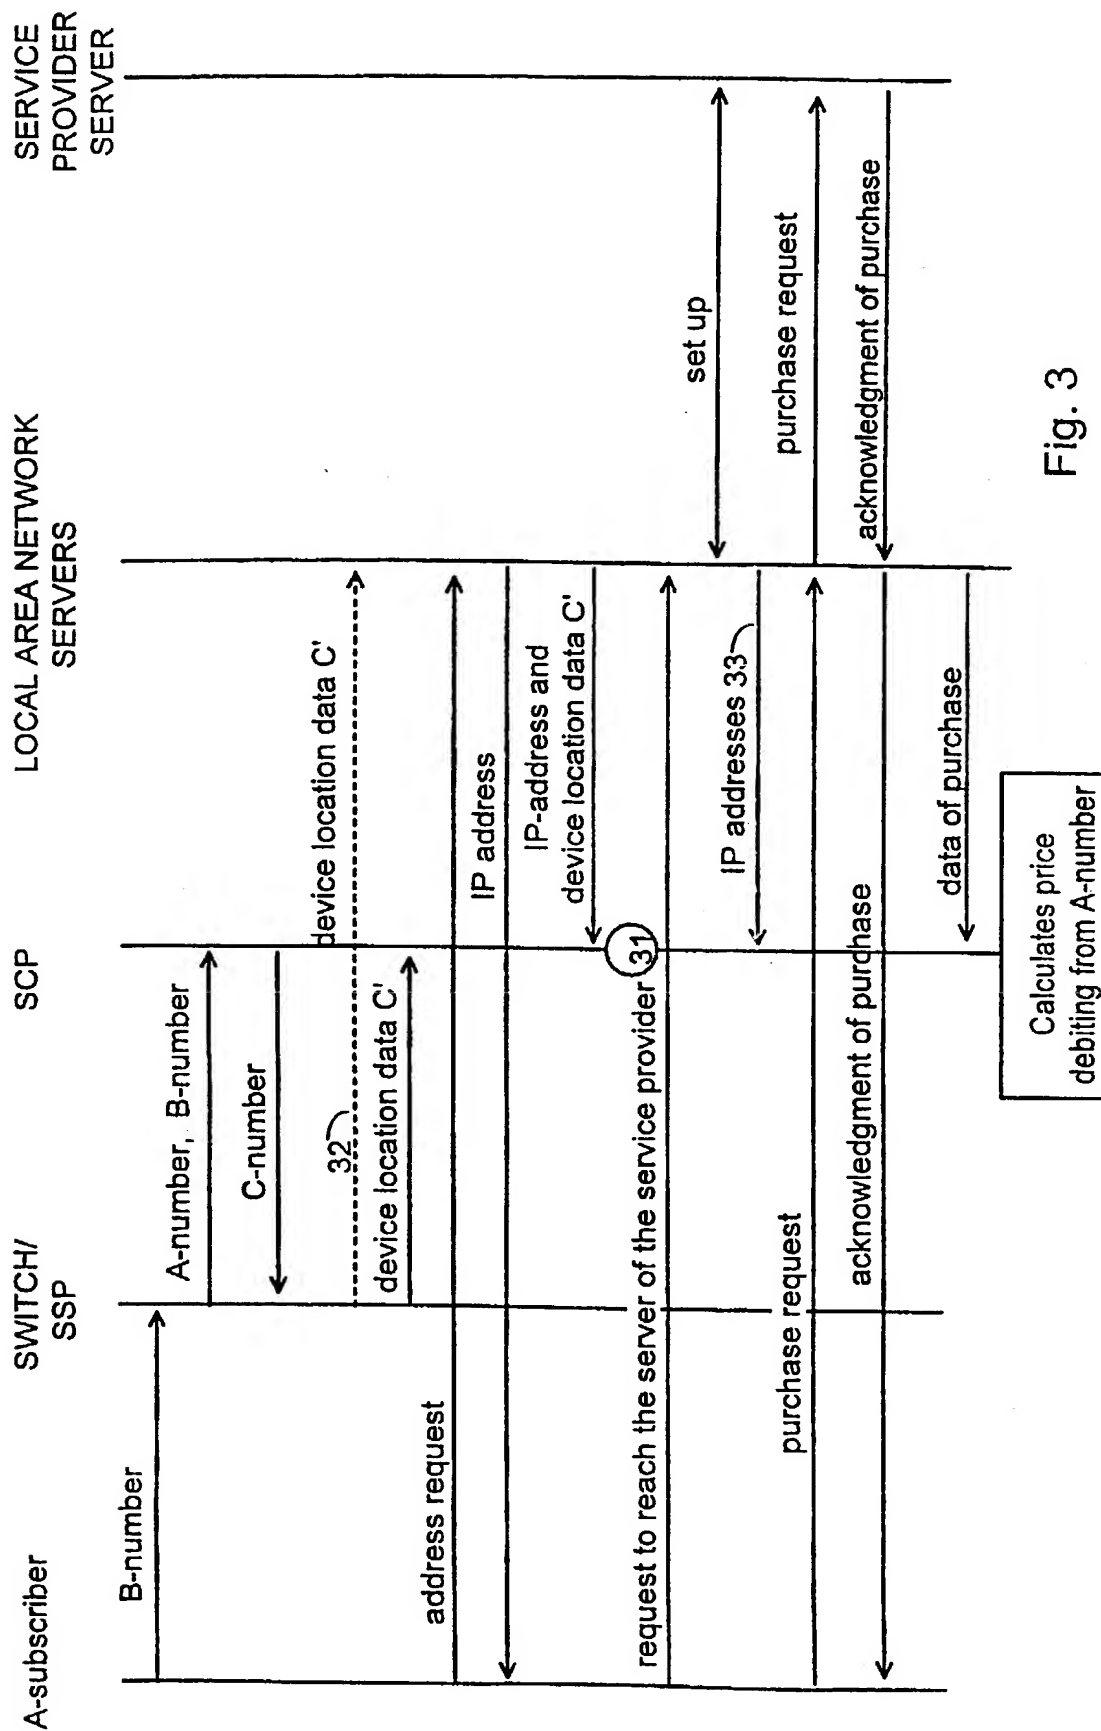 A-subscriber
SWITCH/
SSP
SCP
LOCAL AREA NETWORK
SERVERS
SERVICE
PROVIDER
SERVER
B-number
A-number, B-number
C-number
32
device location data C'
device location data C'
address request
IP address
IP-address and
device location data C'
31
request to reach the server of the service provider
set up
IP addresses 33
purchase request
purchase request
acknowledgment of purchase
acknowledgment of purchase
data of purchase
Calculates price
debiting from A-number
Fig. 3